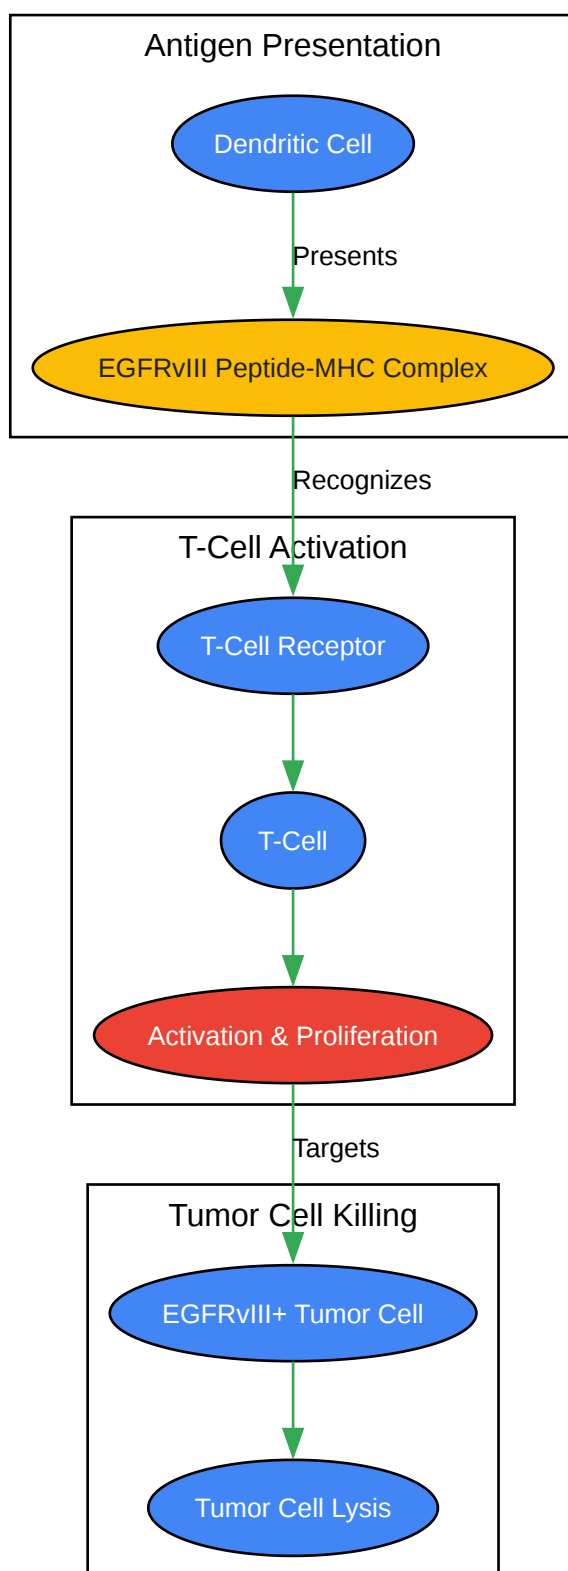 Antigen Presentation
Dendritic Cell
Presents
EGFRvIII Peptide-MHC Complex
Recognizes
T-Cell Activation
T-Cell Receptor
T-Cell
Activation & Proliferation
Targets
Tumor Cell Killing
EGFRvIII+ Tumor Cell
Tumor Cell Lysis